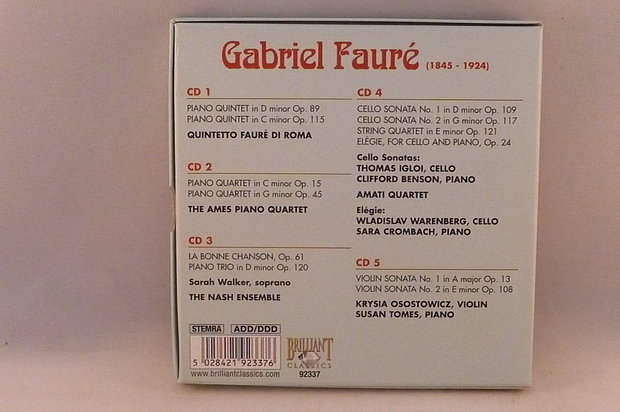 Gabriel Fauré (1845 - 1924)
CD 1
PIANO QUINTET in D minor Op. 89
PIANO QUINTET in C minor Op. 115
QUINTETTO FAURÉ DI ROMA
CD 2
PIANO QUARTET in C minor Op. 15
PIANO QUARTET in G minor Op. 45
THE AMES PIANO QUARTET
CD 3
LA BONNE CHANSON, Op. 61
PIANO TRIO in D minor Op. 120
Sarah Walker, soprano
THE NASH ENSEMBLE
CD 4
CELLO SONATA No. 1 in D minor Op. 109
CELLO SONATA No. 2 in G minor Op. 117
STRING QUARTET in E minor Op. 121
ELÉGIE, FOR CELLO AND PIANO, Op. 24
Cello Sonatas:
THOMAS IGLOI, CELLO
CLIFFORD BENSON, PIANO
AMATI QUARTET
Elégie:
WLADISLAV WARENBERG, CELLO
SARA CROMBACH, PIANO
CD 5
VIOLIN SONATA No. 1 in A major Op. 13
VIOLIN SONATA No. 2 in E minor Op. 108
KRYSIA OSOSTOWICZ, VIOLIN
SUSAN TOMES, PIANO
STEMRA ADD/DDD
5 028421 923376
www.brilliantclassics.com
BRILLIANT
CLASSICS
92337